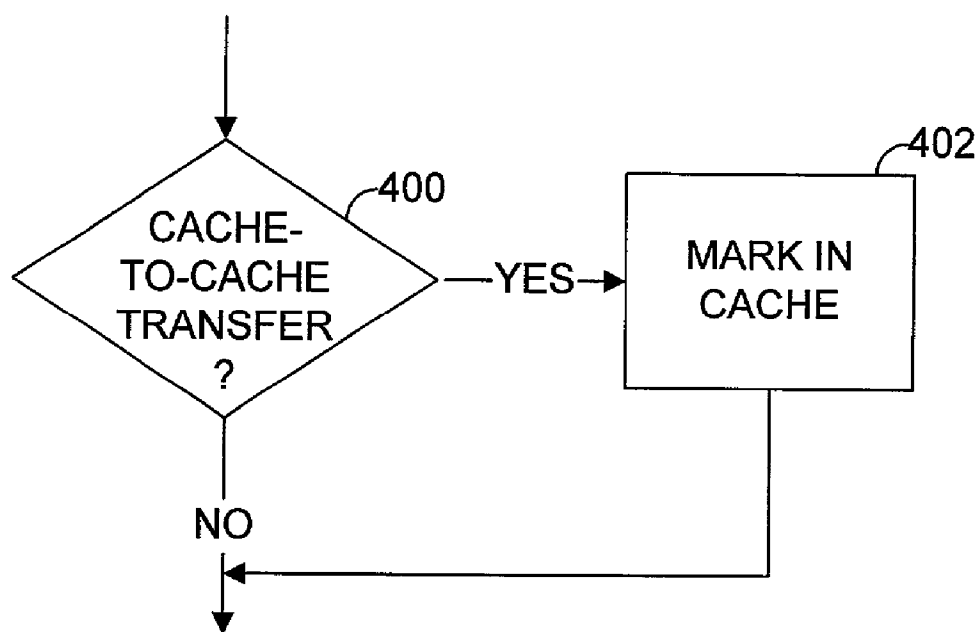 400
CACHE-
TO-CACHE
TRANSFER
?
YES
402
MARK IN
CACHE
NO